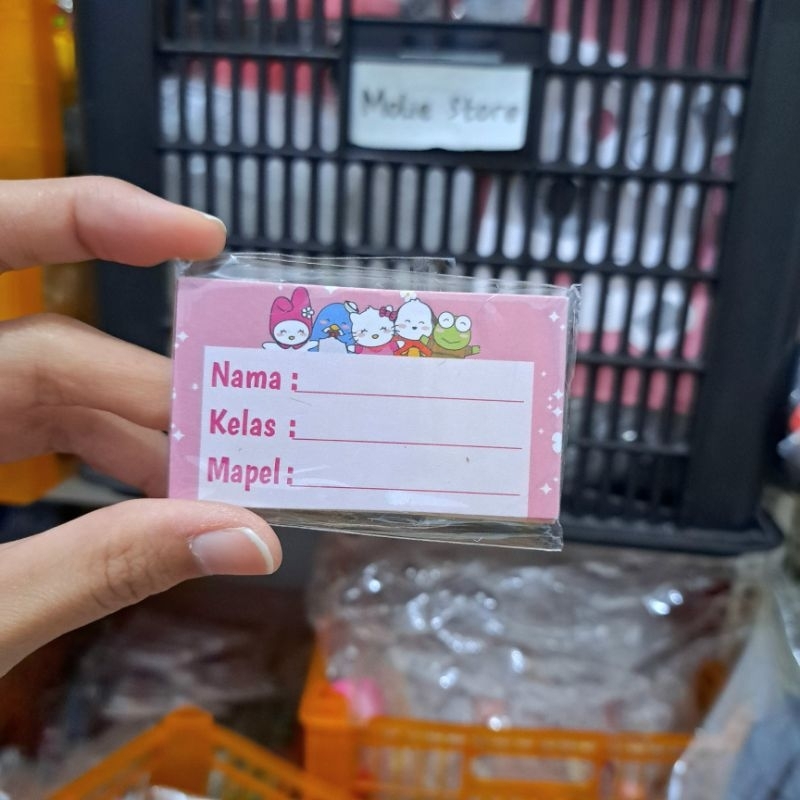 Molie Store
Nama :
Kelas :
Mapel :